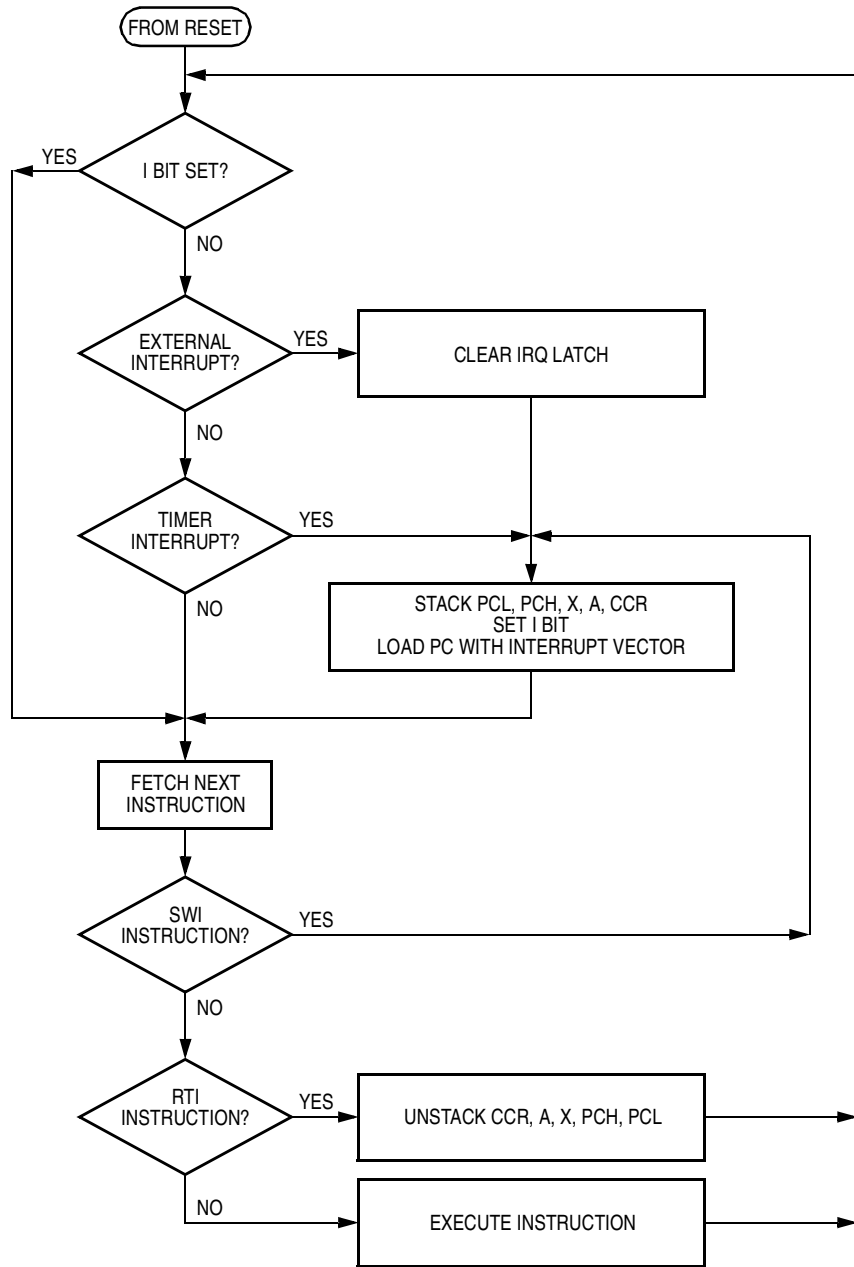 FROM RESET
YES
I BIT SET?
NO
EXTERNAL
INTERRUPT?
YES
CLEAR IRQ LATCH
NO
TIMER
INTERRUPT?
YES
NO
STACK PCL, PCH, X, A, CCR
SET I BIT
LOAD PC WITH INTERRUPT VECTOR
FETCH NEXT
INSTRUCTION
SWI
INSTRUCTION?
YES
NO
RTI
INSTRUCTION?
YES
UNSTACK CCR, A, X, PCH, PCL
NO
EXECUTE INSTRUCTION